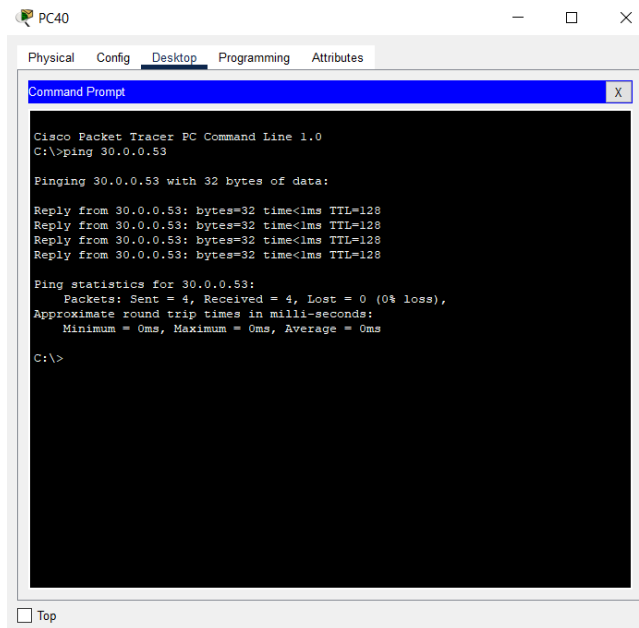 PC40
Physical Config Desktop Programming Attributes
Command Prompt
X
Cisco Packet Tracer PC Command Line 1.0
C:\>ping 30.0.0.53
Pinging 30.0.0.53 with 32 bytes of data:
Reply from 30.0.0.53: bytes=32 time<1ms TTL=128
Reply from 30.0.0.53: bytes=32 time<1ms TTL=128
Reply from 30.0.0.53: bytes=32 time<1ms TTL=128
Reply from 30.0.0.53: bytes=32 time<1ms TTL=128
Ping statistics for 30.0.0.53:
Packets: Sent = 4, Received = 4, Lost = 0 (0% loss),
Approximate round trip times in milli-seconds:
Minimum = 0ms, Maximum = 0ms, Average = 0ms
C:\>
Top